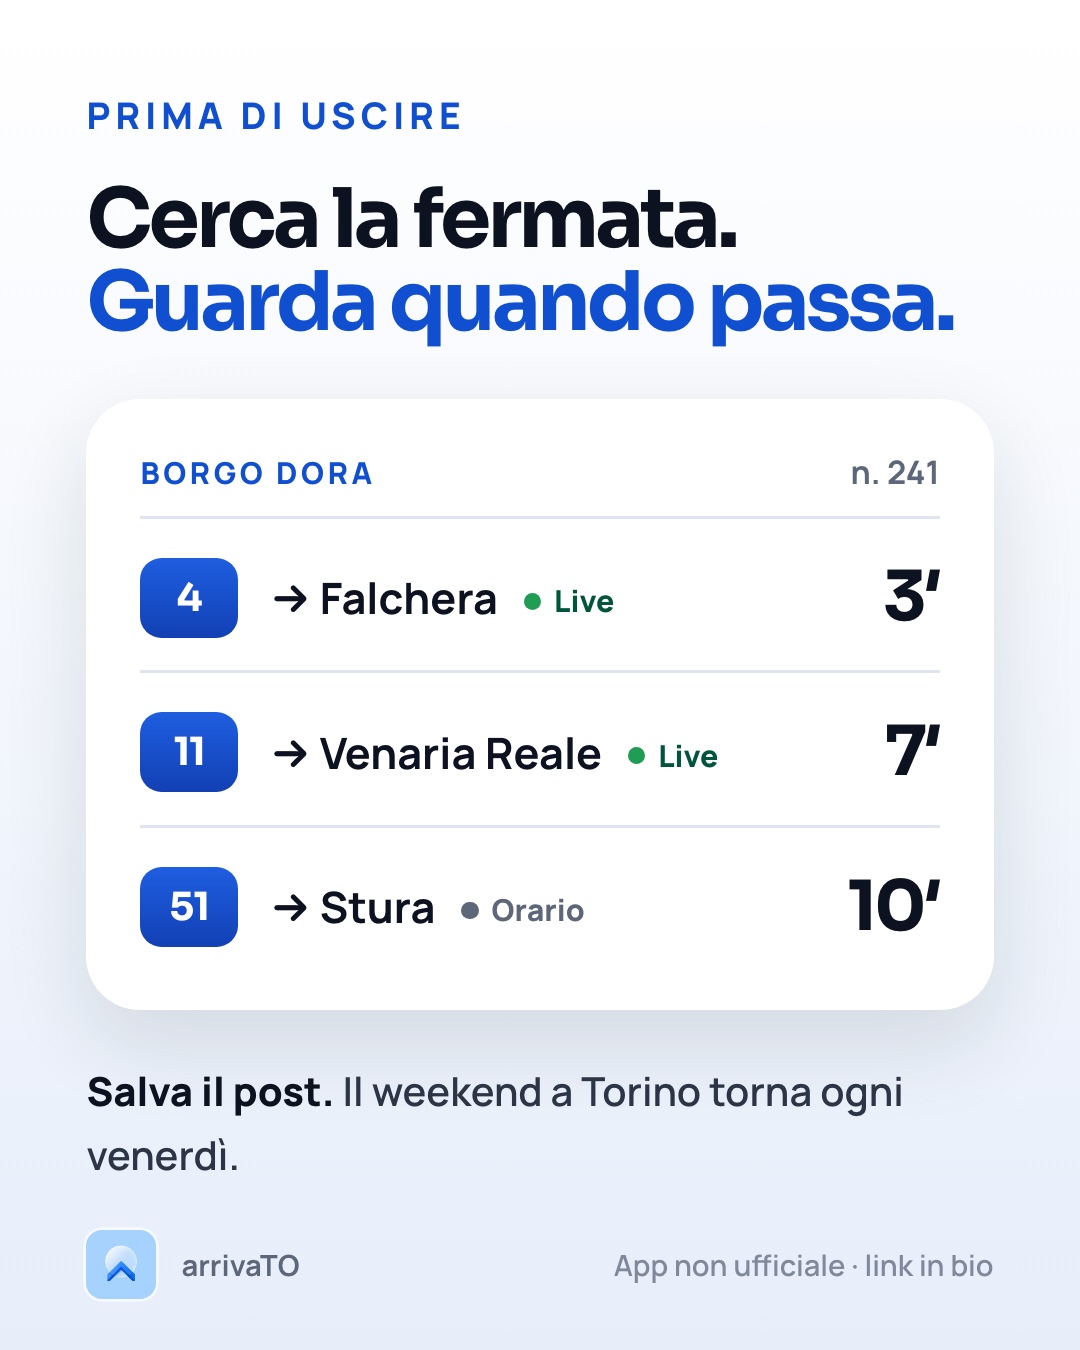 PRIMA DI USCIRE
Cerca la fermata.
Guarda quando passa.
BORGO DORA n. 241
4 → Falchera ● Live 3′
11 → Venaria Reale ● Live 7′
51 → Stura ● Orario 10′
Salva il post. Il weekend a Torino torna ogni
venerdì.
arrivaTO App non ufficiale · link in bio